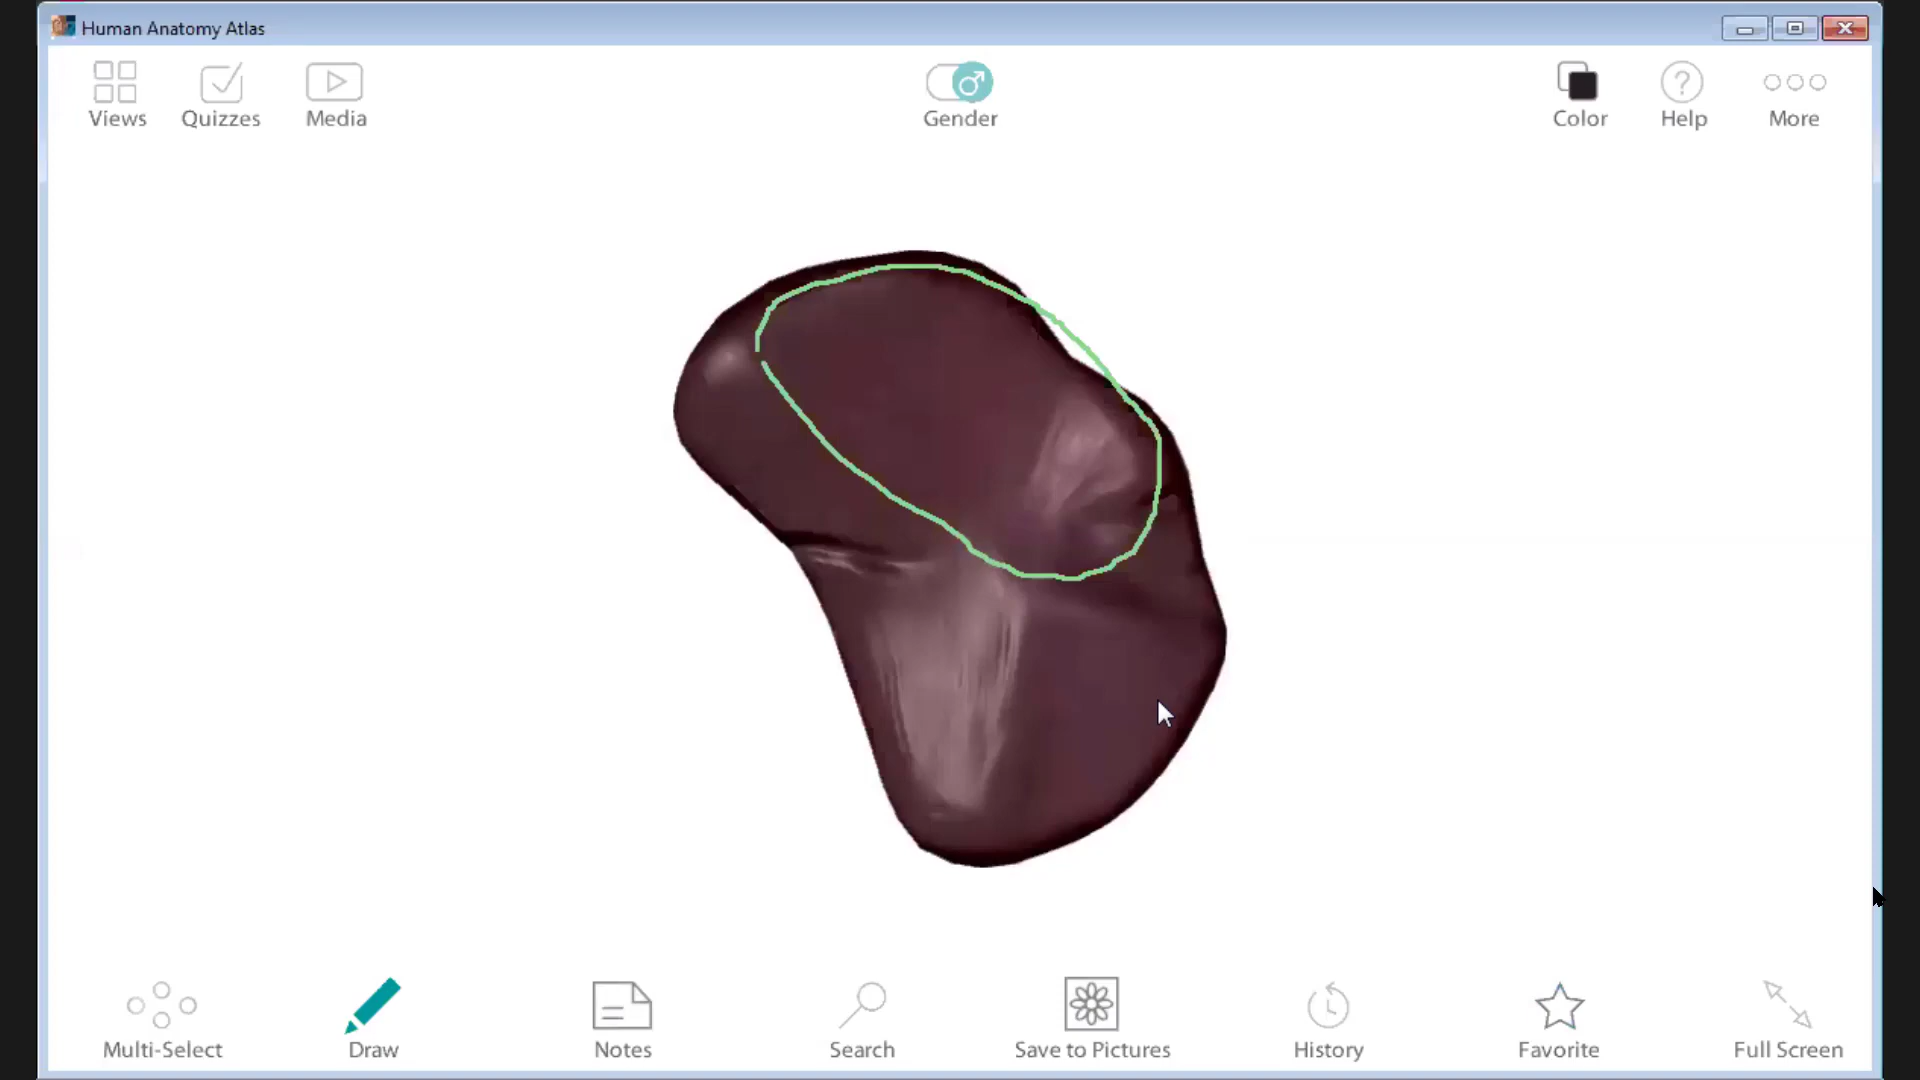 Human Anatomy Atlas
Views
Quizzes
Media
Gender
Color
Help
More
Multi-Select
Draw
Notes
Search
Save to Pictures
History
Favorite
Full Screen